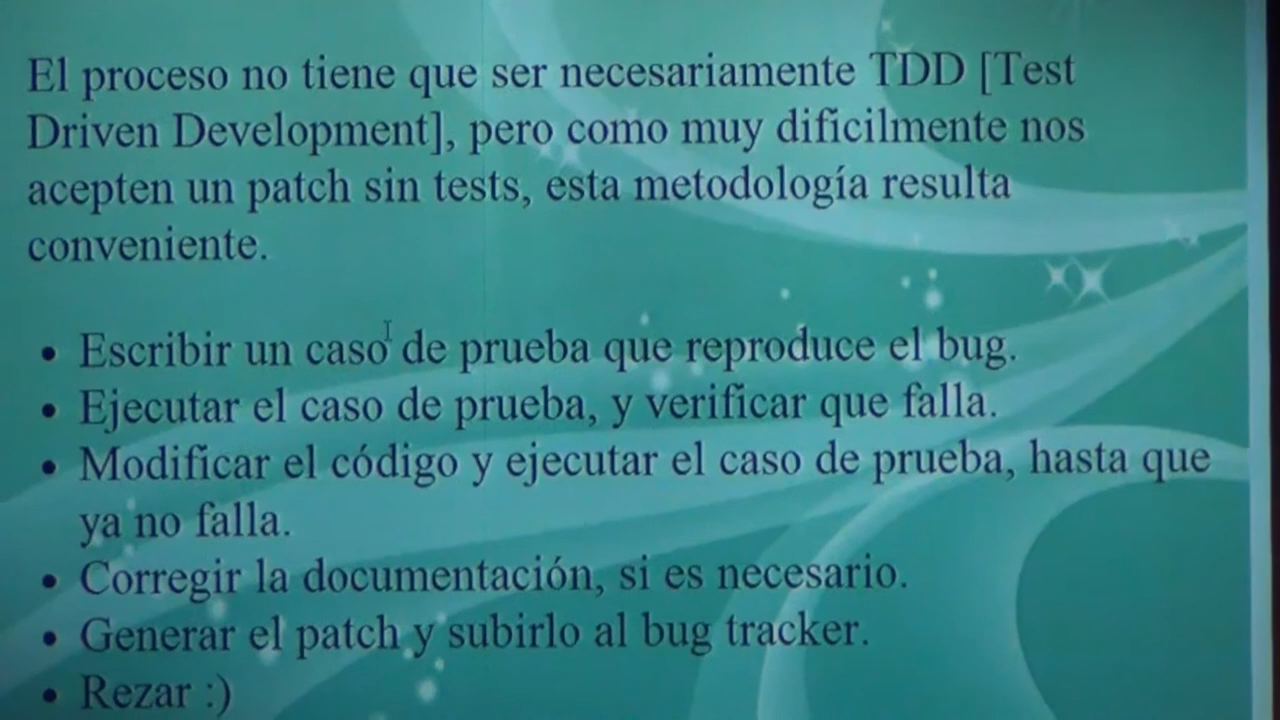 El proceso no tiene que ser necesariamente TDD [Test
Driven Development], pero como muy dificilmente nos
acepten un patch sin tests, esta metodología resulta
conveniente.
• Escribir un caso de prueba que reproduce el bug.
• Ejecutar el caso de prueba, y verificar que falla.
• Modificar el código y ejecutar el caso de prueba, hasta que
ya no falla.
• Corregir la documentación, si es necesario.
• Generar el patch y subirlo al bug tracker.
• Rezar :)